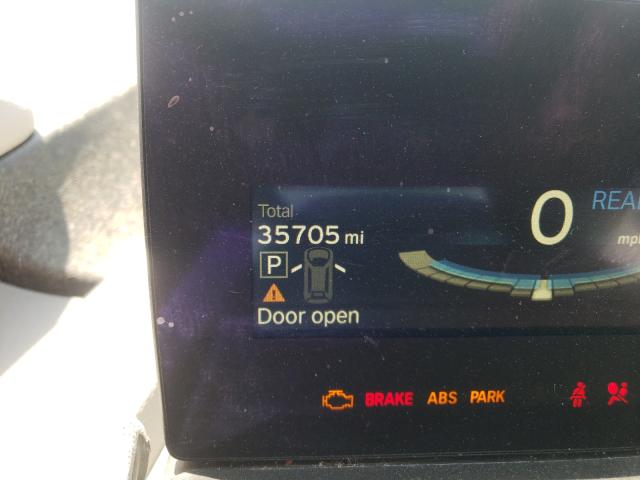 Total
35705 mi
0
P
Door open
BRAKE ABS PARK